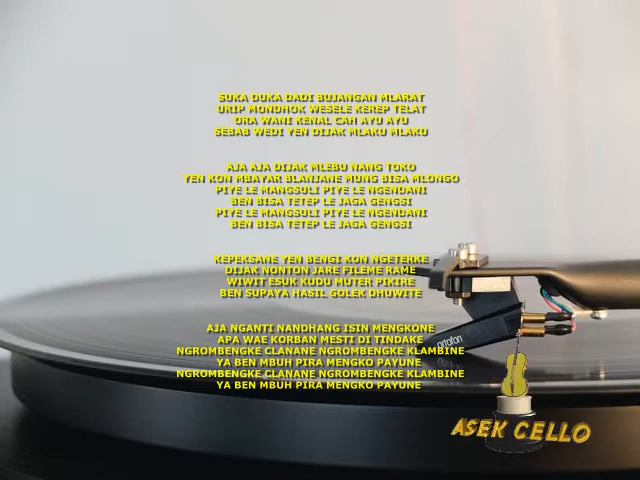 SUKA DUKA DADI BUJANGAN MLARAT
URIP MONDHOK WESELE KEREP TELAT
ORA WANI KENAL CAH AYU AYU
SEBAB WEDI YEN DIJAK MLAKU MLAKU
AJA AJA DIJAK MLEBU NANG TOKO
YEN KON MBAYAR BLANJANE MUNG BISA MLONGO
PIYE LE MANGSULI PIYE LE NGENDANI
BEN BISA TETEP LE JAGA GENGSI
PIYE LE MANGSULI PIYE LE NGENDANI
BEN BISA TETEP LE JAGA GENGSI
KEPEKSANE YEN BENGI KON NGETERKE
DIJAK NONTON JARE FILEME RAME
WIWIT ESUK KUDU MUTER PIKIRE
BEN SUPAYA HASIL GOLEK DHUWITE
AJA NGANTI NANDHANG ISIN MENGKONE
APA WAE KORBAN MESTI DI TINDAKE
NGROMBENGKE CLANANE NGROMBENGKE KLAMBINE
YA BEN MBUH PIRA MENGKO PAYUNE
NGROMBENGKE CLANANE NGROMBENGKE KLAMBINE
YA BEN MBUH PIRA MENGKO PAYUNE
ortofon
ASEK CELLO